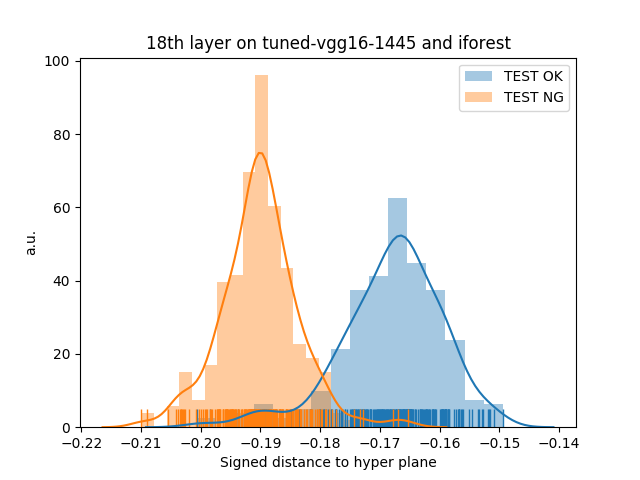 18th layer on tuned-vgg16-1445 and iforest
TEST OK
TEST NG
100
80
60
40
20
0
a.u.
−0.22 −0.21 −0.20 −0.19 −0.18 −0.17 −0.16 −0.15 −0.14
Signed distance to hyper plane